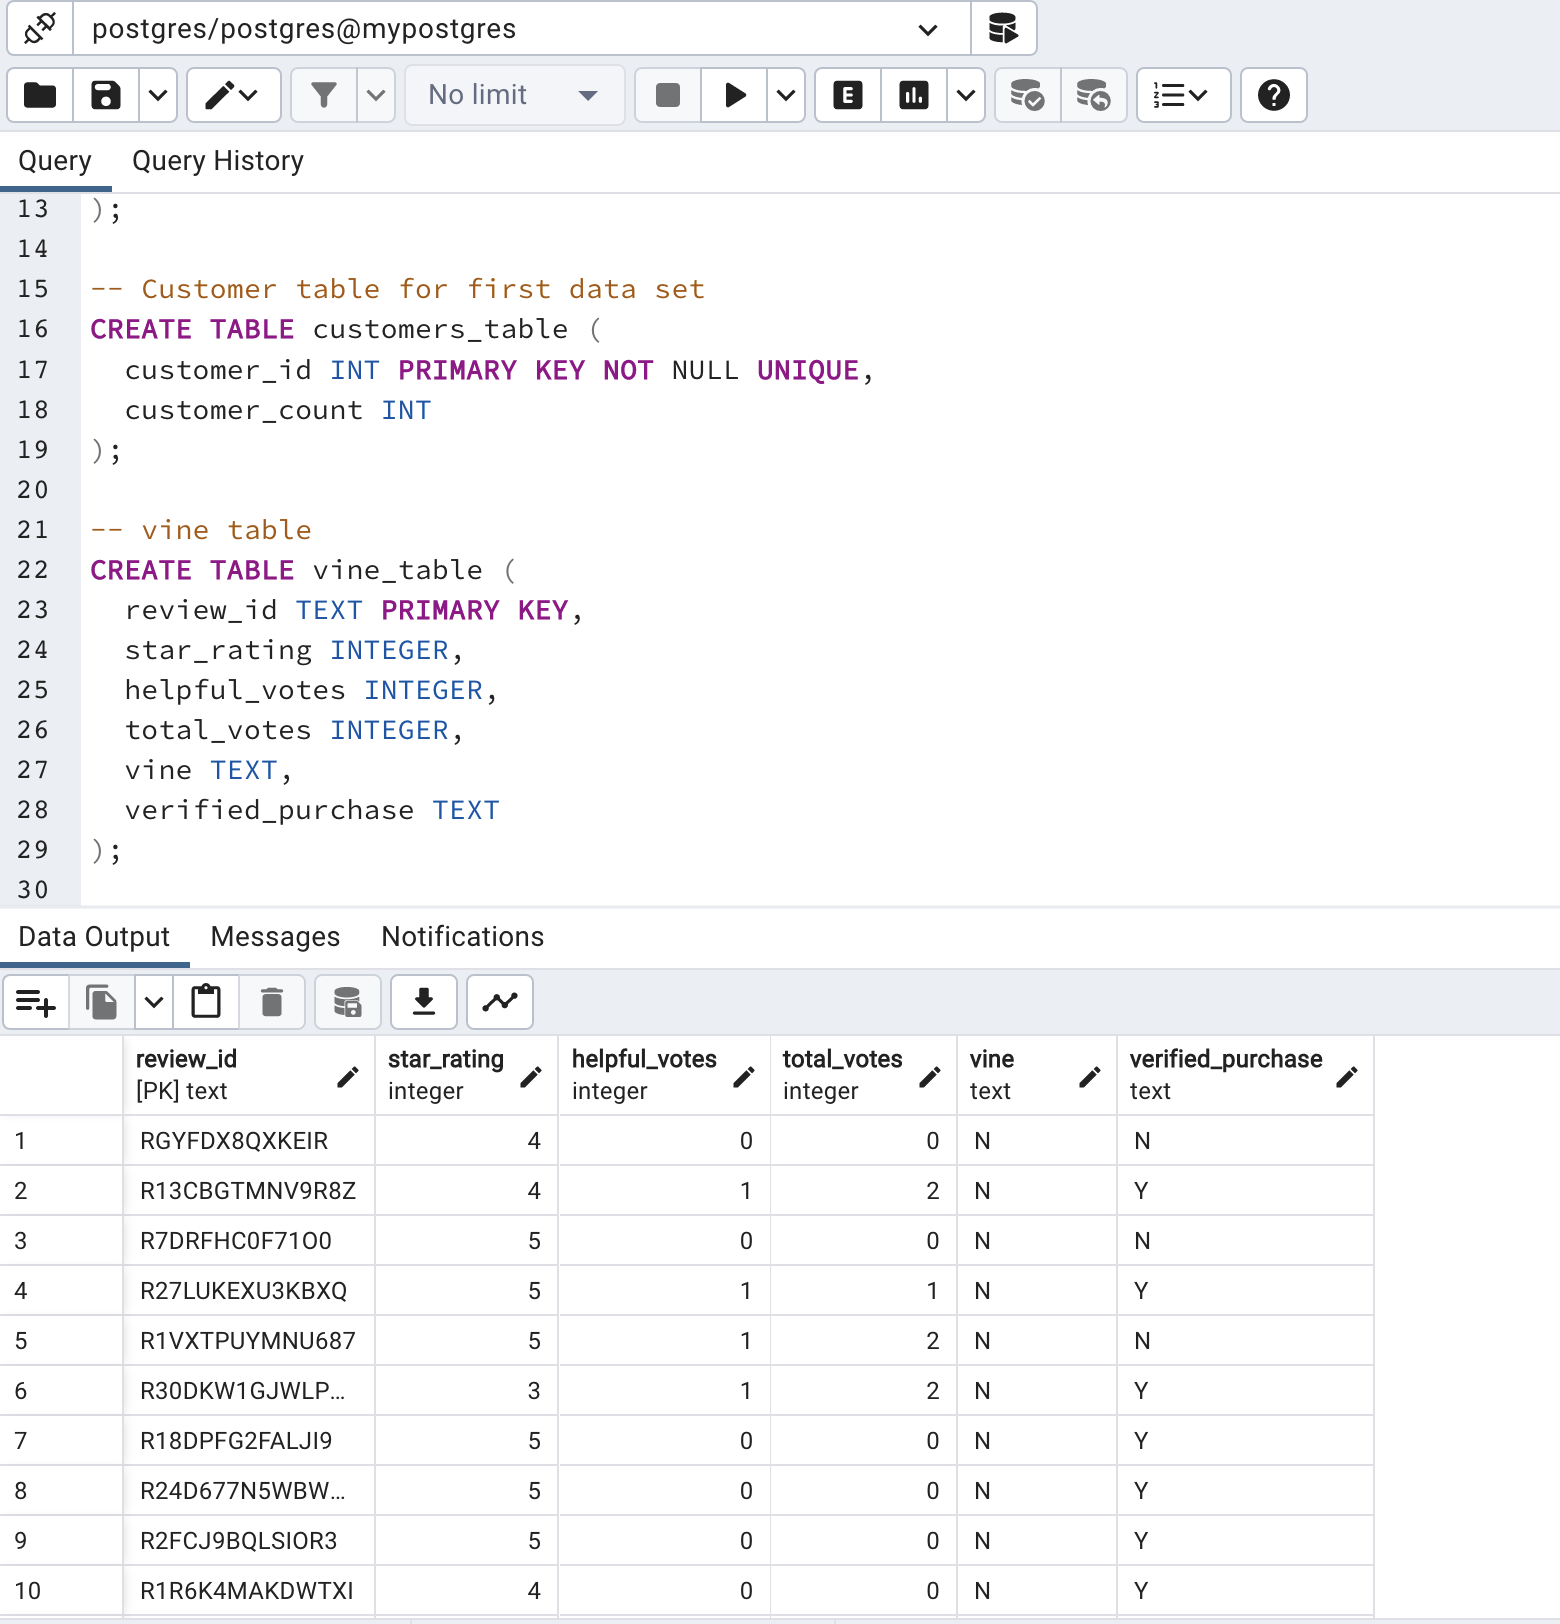 postgres/postgres@mypostgres
No limit
E
Query Query History
13 );
14
15 -- Customer table for first data set
16 CREATE TABLE customers_table (
17 customer_id INT PRIMARY KEY NOT NULL UNIQUE,
18 customer_count INT
19 );
20
21 -- vine table
22 CREATE TABLE vine_table (
23 review_id TEXT PRIMARY KEY,
24 star_rating INTEGER,
25 helpful_votes INTEGER,
26 total_votes INTEGER,
27 vine TEXT,
28 verified_purchase TEXT
29 );
30
Data Output Messages Notifications
review_id star_rating helpful_votes total_votes vine verified_purchase
[PK] text integer integer integer text text
1 RGYFDX8QXKEIR 4 0 0 N N
2 R13CBGTMNV9R8Z 4 1 2 N Y
3 R7DRFHC0F71O0 5 0 0 N N
4 R27LUKEXU3KBXQ 5 1 1 N Y
5 R1VXTPUYMNU687 5 1 2 N N
6 R30DKW1GJWLP… 3 1 2 N Y
7 R18DPFG2FALJI9 5 0 0 N Y
8 R24D677N5WBW… 5 0 0 N Y
9 R2FCJ9BQLSIOR3 5 0 0 N Y
10 R1R6K4MAKDWTXI 4 0 0 N Y